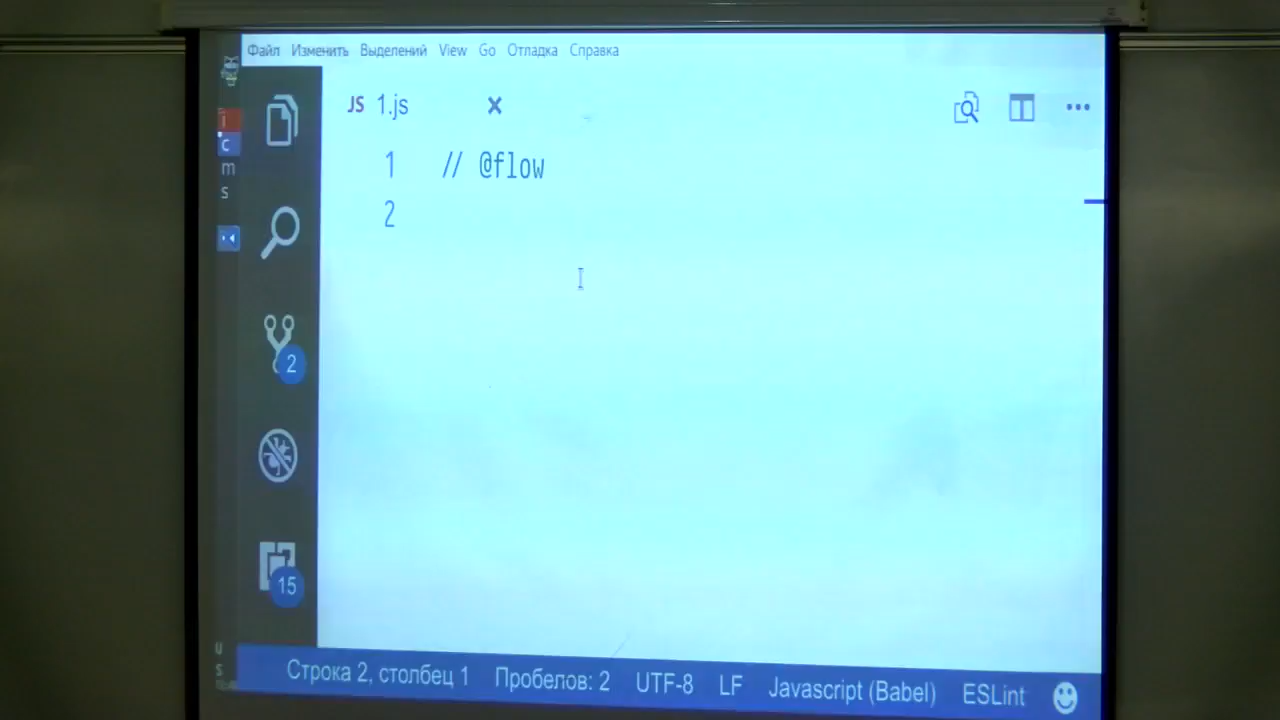 Файл Изменить Выделений View Go Отладка Справка
i
c
m
s
JS 1.js
1 // @flow
2
2
15
U
S
Строка 2, столбец 1 Пробелов: 2 UTF-8 LF Javascript (Babel) ESLint